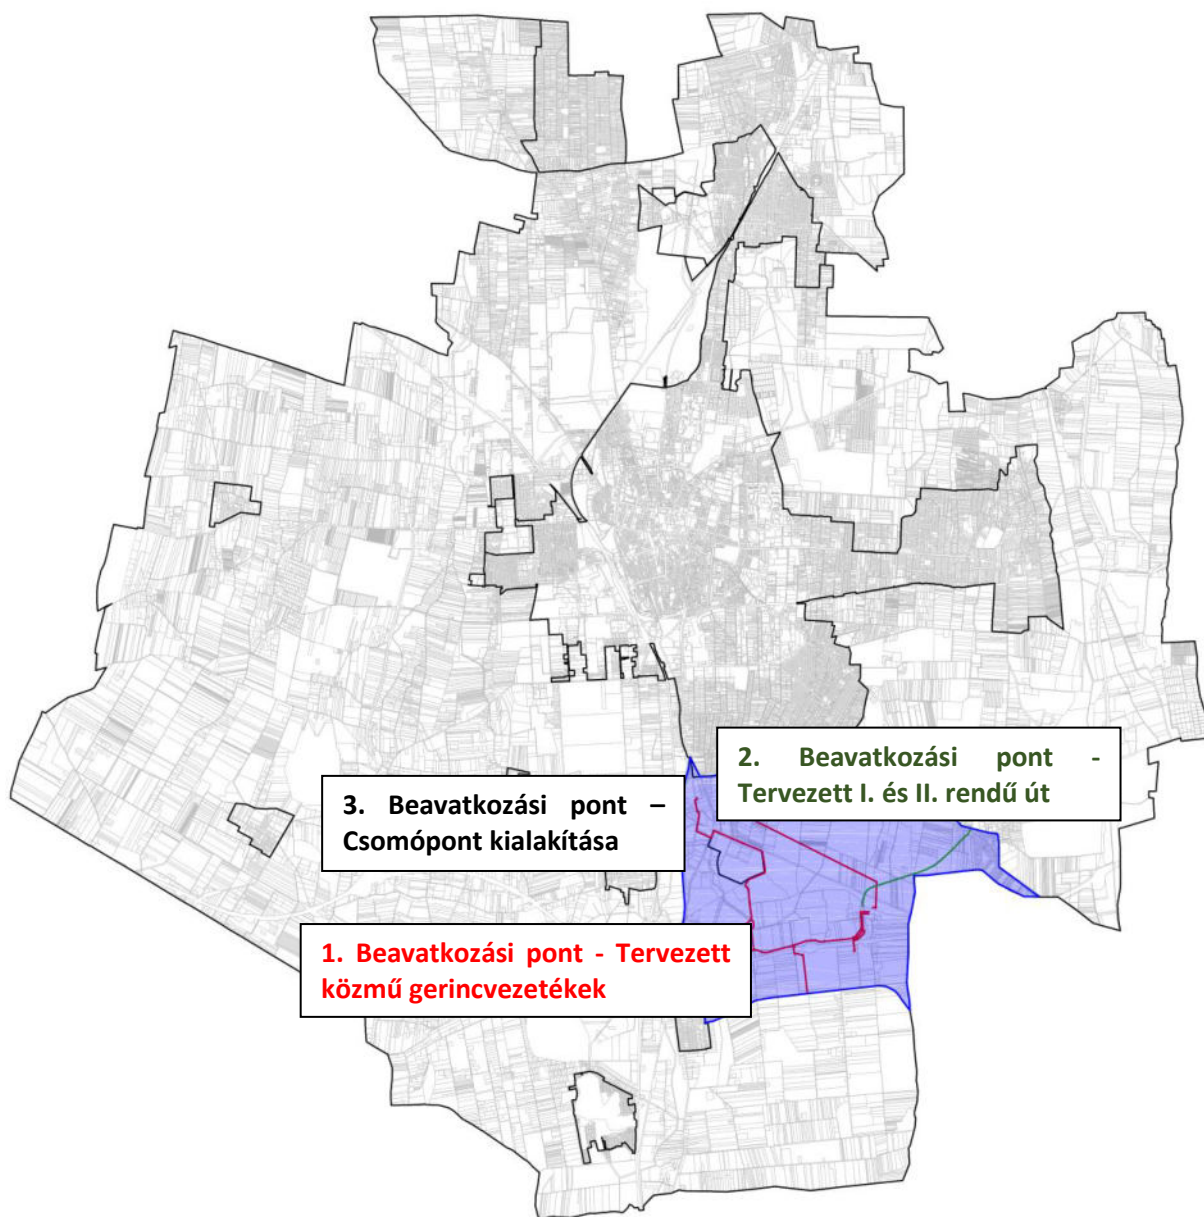 2. Beavatkozási pont -
Tervezett I. és II. rendű út
3. Beavatkozási pont –
Csomópont kialakítása
1. Beavatkozási pont - Tervezett
közmű gerincvezetékek